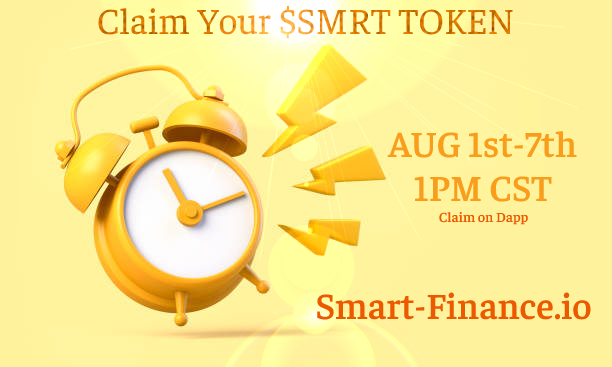 Claim Your $SMRT TOKEN
AUG 1st-7th
1PM CST
Claim on Dapp
Smart-Finance.io